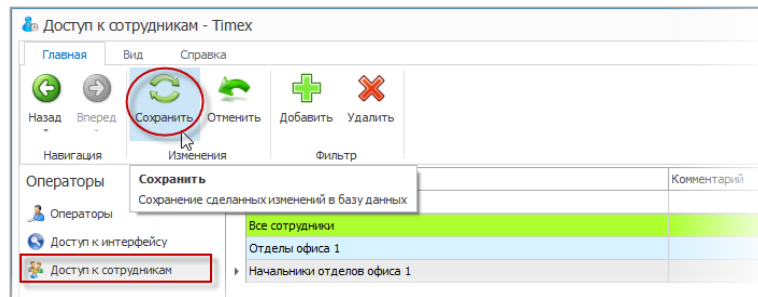 Доступ к сотрудникам - Timex
Главная Вид Справка
Назад Вперед Сохранить Отменить Добавить Удалить
Навигация Изменения Фильтр
Операторы
Сохранить
Комментарий
Сохранение сделанных изменений в базу данных
Операторы
Все сотрудники
Доступ к интерфейсу
Отделы офиса 1
Доступ к сотрудникам
Начальники отделов офиса 1